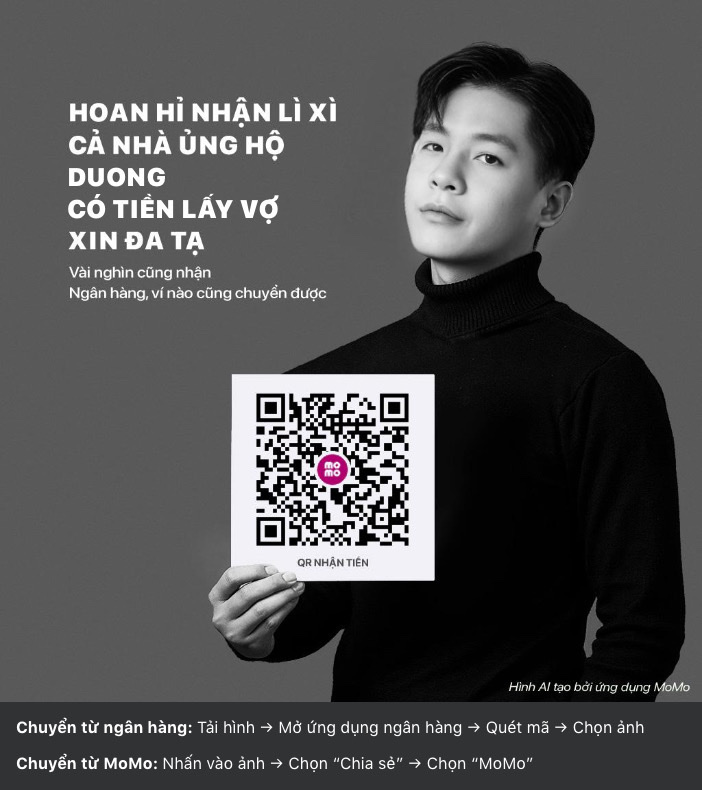 HOAN HỈ NHẬN LÌ XÌ
CẢ NHÀ ỦNG HỘ
DUONG
CÓ TIỀN LẤY VỢ
XIN ĐA TẠ
Vài nghìn cũng nhận
Ngân hàng, ví nào cũng chuyển được
mo
mo
QR NHẬN TIỀN
Hình AI tạo bởi ứng dụng MoMo
Chuyển từ ngân hàng: Tải hình → Mở ứng dụng ngân hàng → Quét mã → Chọn ảnh
Chuyển từ MoMo: Nhấn vào ảnh → Chọn “Chia sẻ” → Chọn “MoMo”